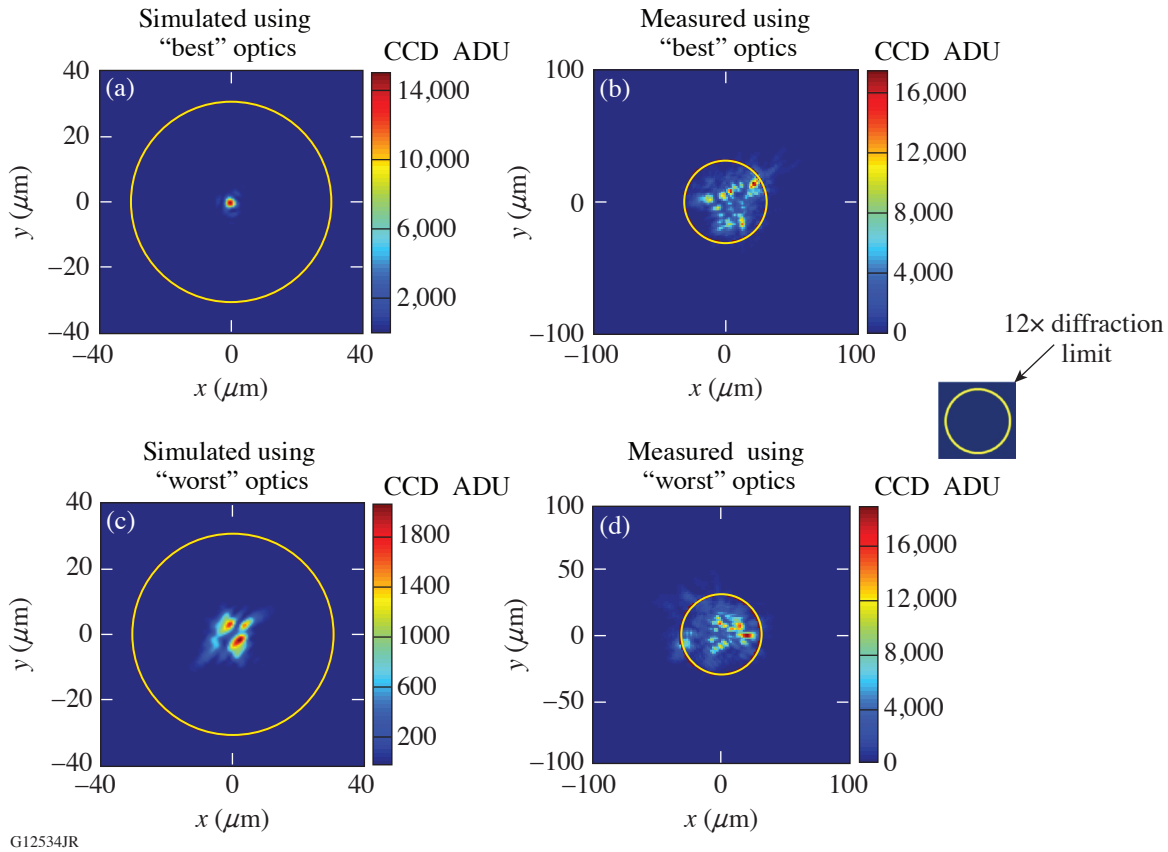 Simulated using
“best” optics
CCD ADU
(a)
40
20
0
−20
−40
y (μm)
−40
0
40
x (μm)
14,000
10,000
6,000
2,000
Measured using
“best” optics
CCD ADU
(b)
100
50
0
−50
−100
y (μm)
−100
0
100
x (μm)
16,000
12,000
8,000
4,000
0
12× diffraction
limit
Simulated using
“worst” optics
CCD ADU
(c)
40
20
0
−20
−40
y (μm)
−40
0
40
x (μm)
1800
1400
1000
600
200
Measured using
“worst” optics
CCD ADU
(d)
100
50
0
−50
−100
y (μm)
−100
0
100
x (μm)
16,000
12,000
8,000
4,000
0
G12534JR